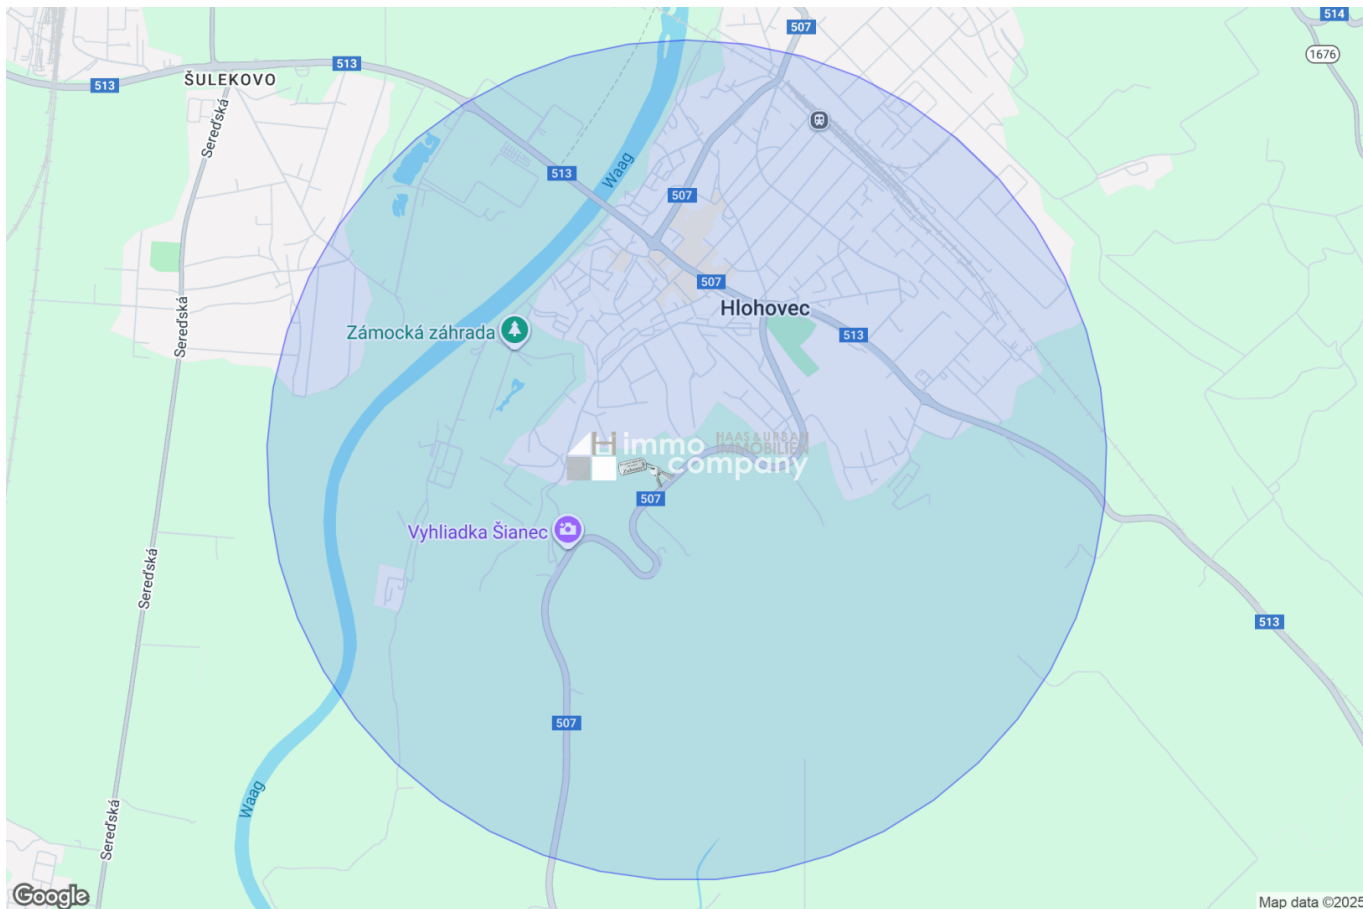 507
514
1676
513
ŠULEKOVO
513
Sereďská
513
Waag
507
507
Hlohovec
Sereďská
Zámocká záhrada
513
H immo
company
HAAS & URBAN
IMMOBILIEN
507
Vyhliadka Šianec
Sereďská
513
507
Waag
Sereďská
Google
Map data ©2025